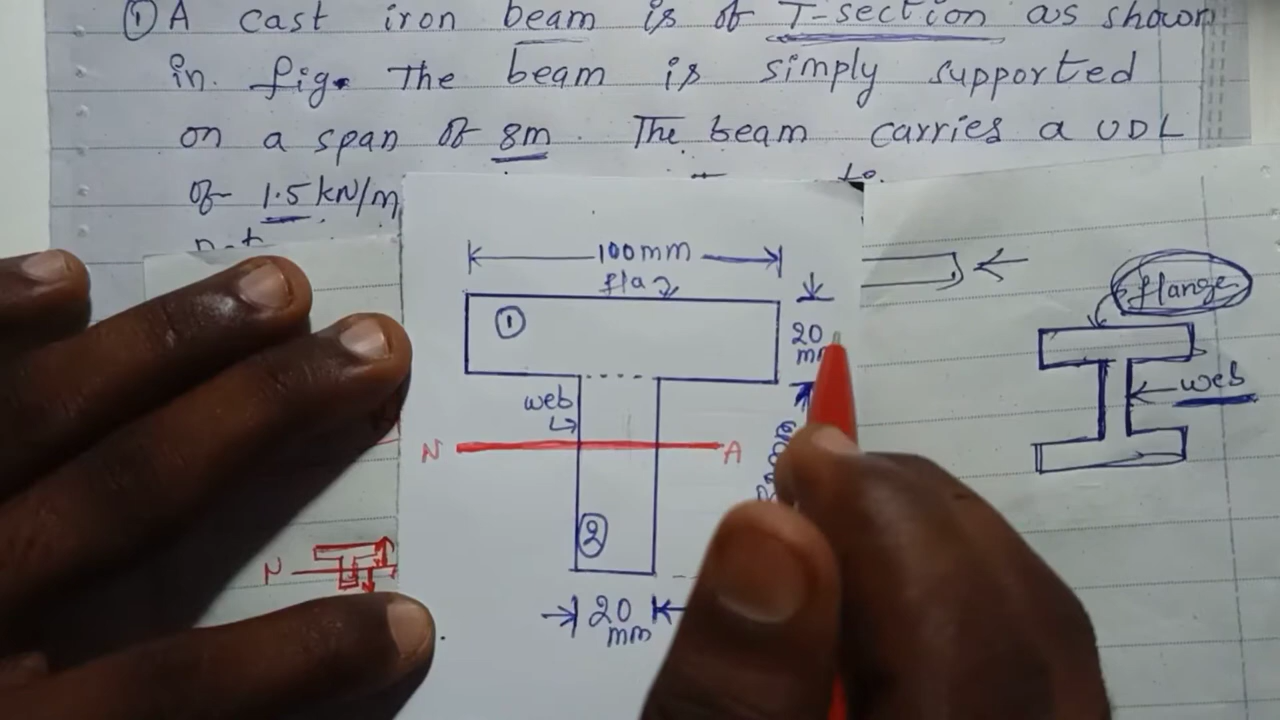 ① A cast iron beam is of T-section as shown
in. fig. The beam is simply supported
on a span of 8m. The beam carries a UDL
of 1.5 kN/m
100mm
①
20
mm
web
N
A
②
20
mm
flange
web
N